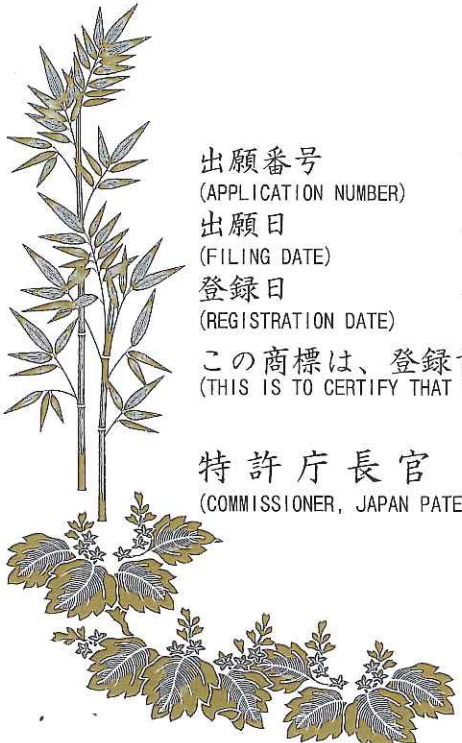 出願番号
(APPLICATION NUMBER)
出願日
(FILING DATE)
登録日
(REGISTRATION DATE)
この商標は、登録
(THIS IS TO CERTIFY THAT
特許庁長官
(COMMISSIONER, JAPAN PATE